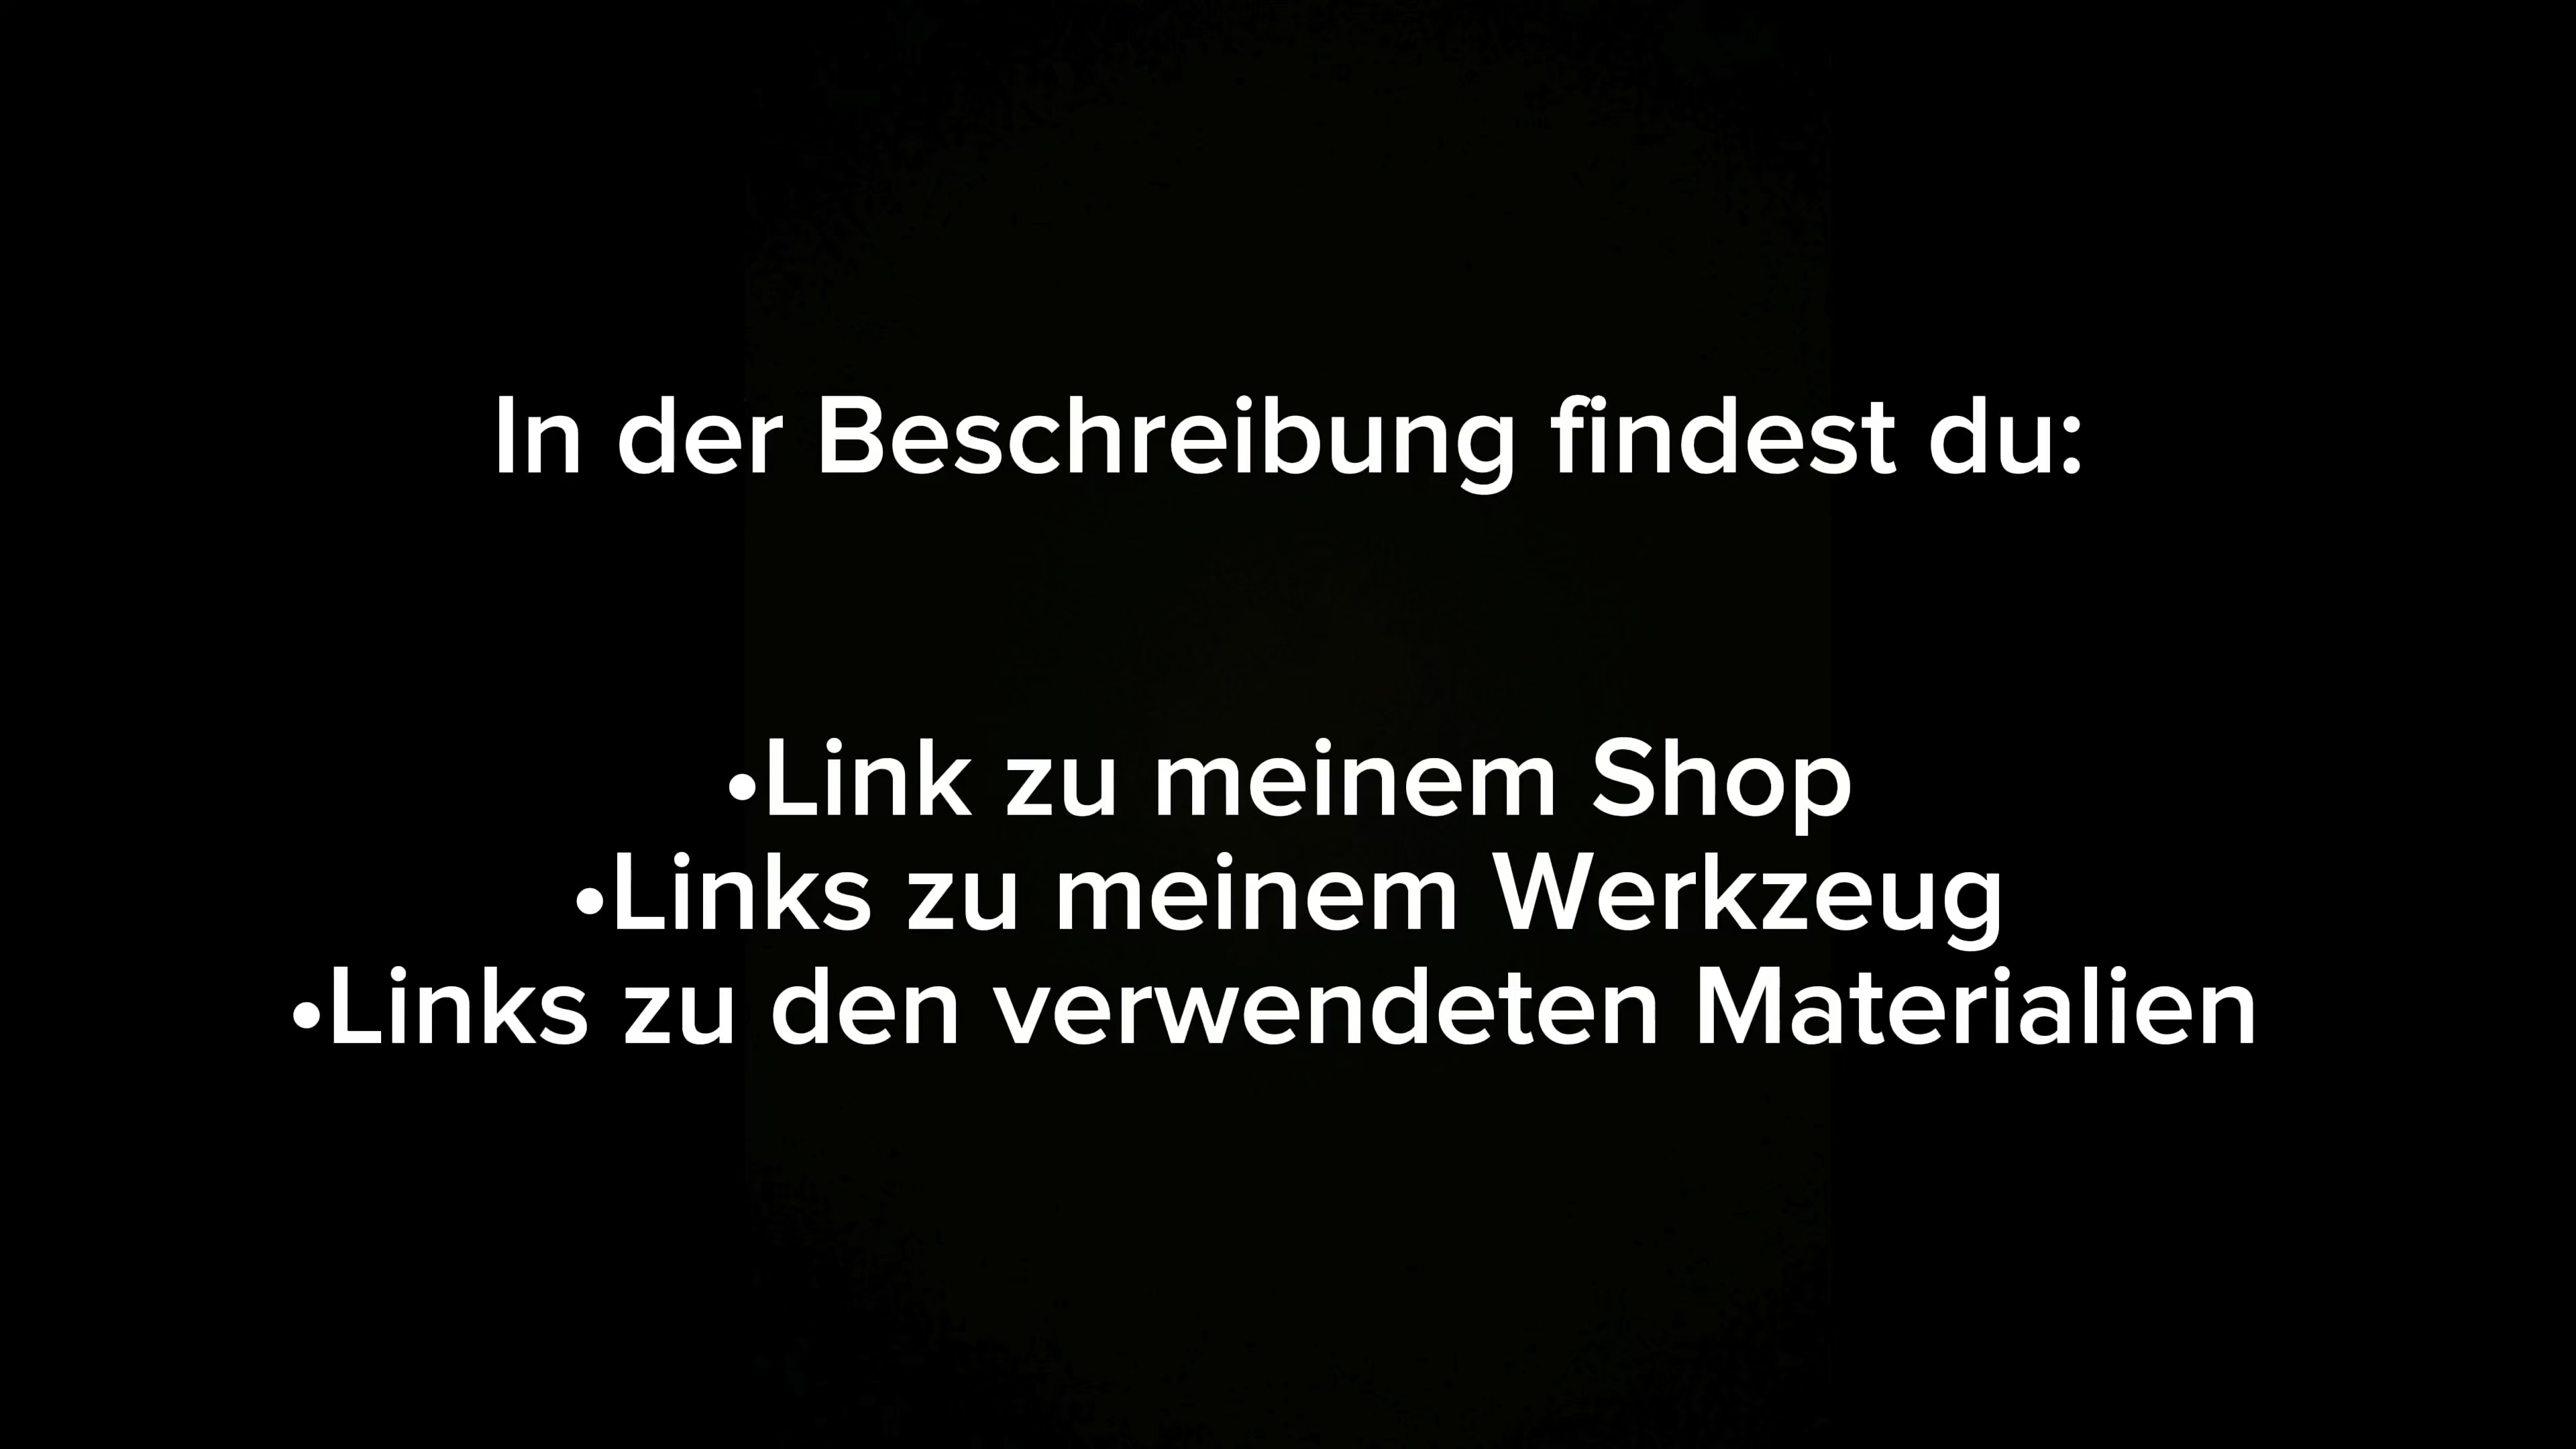 In der Beschreibung findest du:
•Link zu meinem Shop
•Links zu meinem Werkzeug
•Links zu den verwendeten Materialien